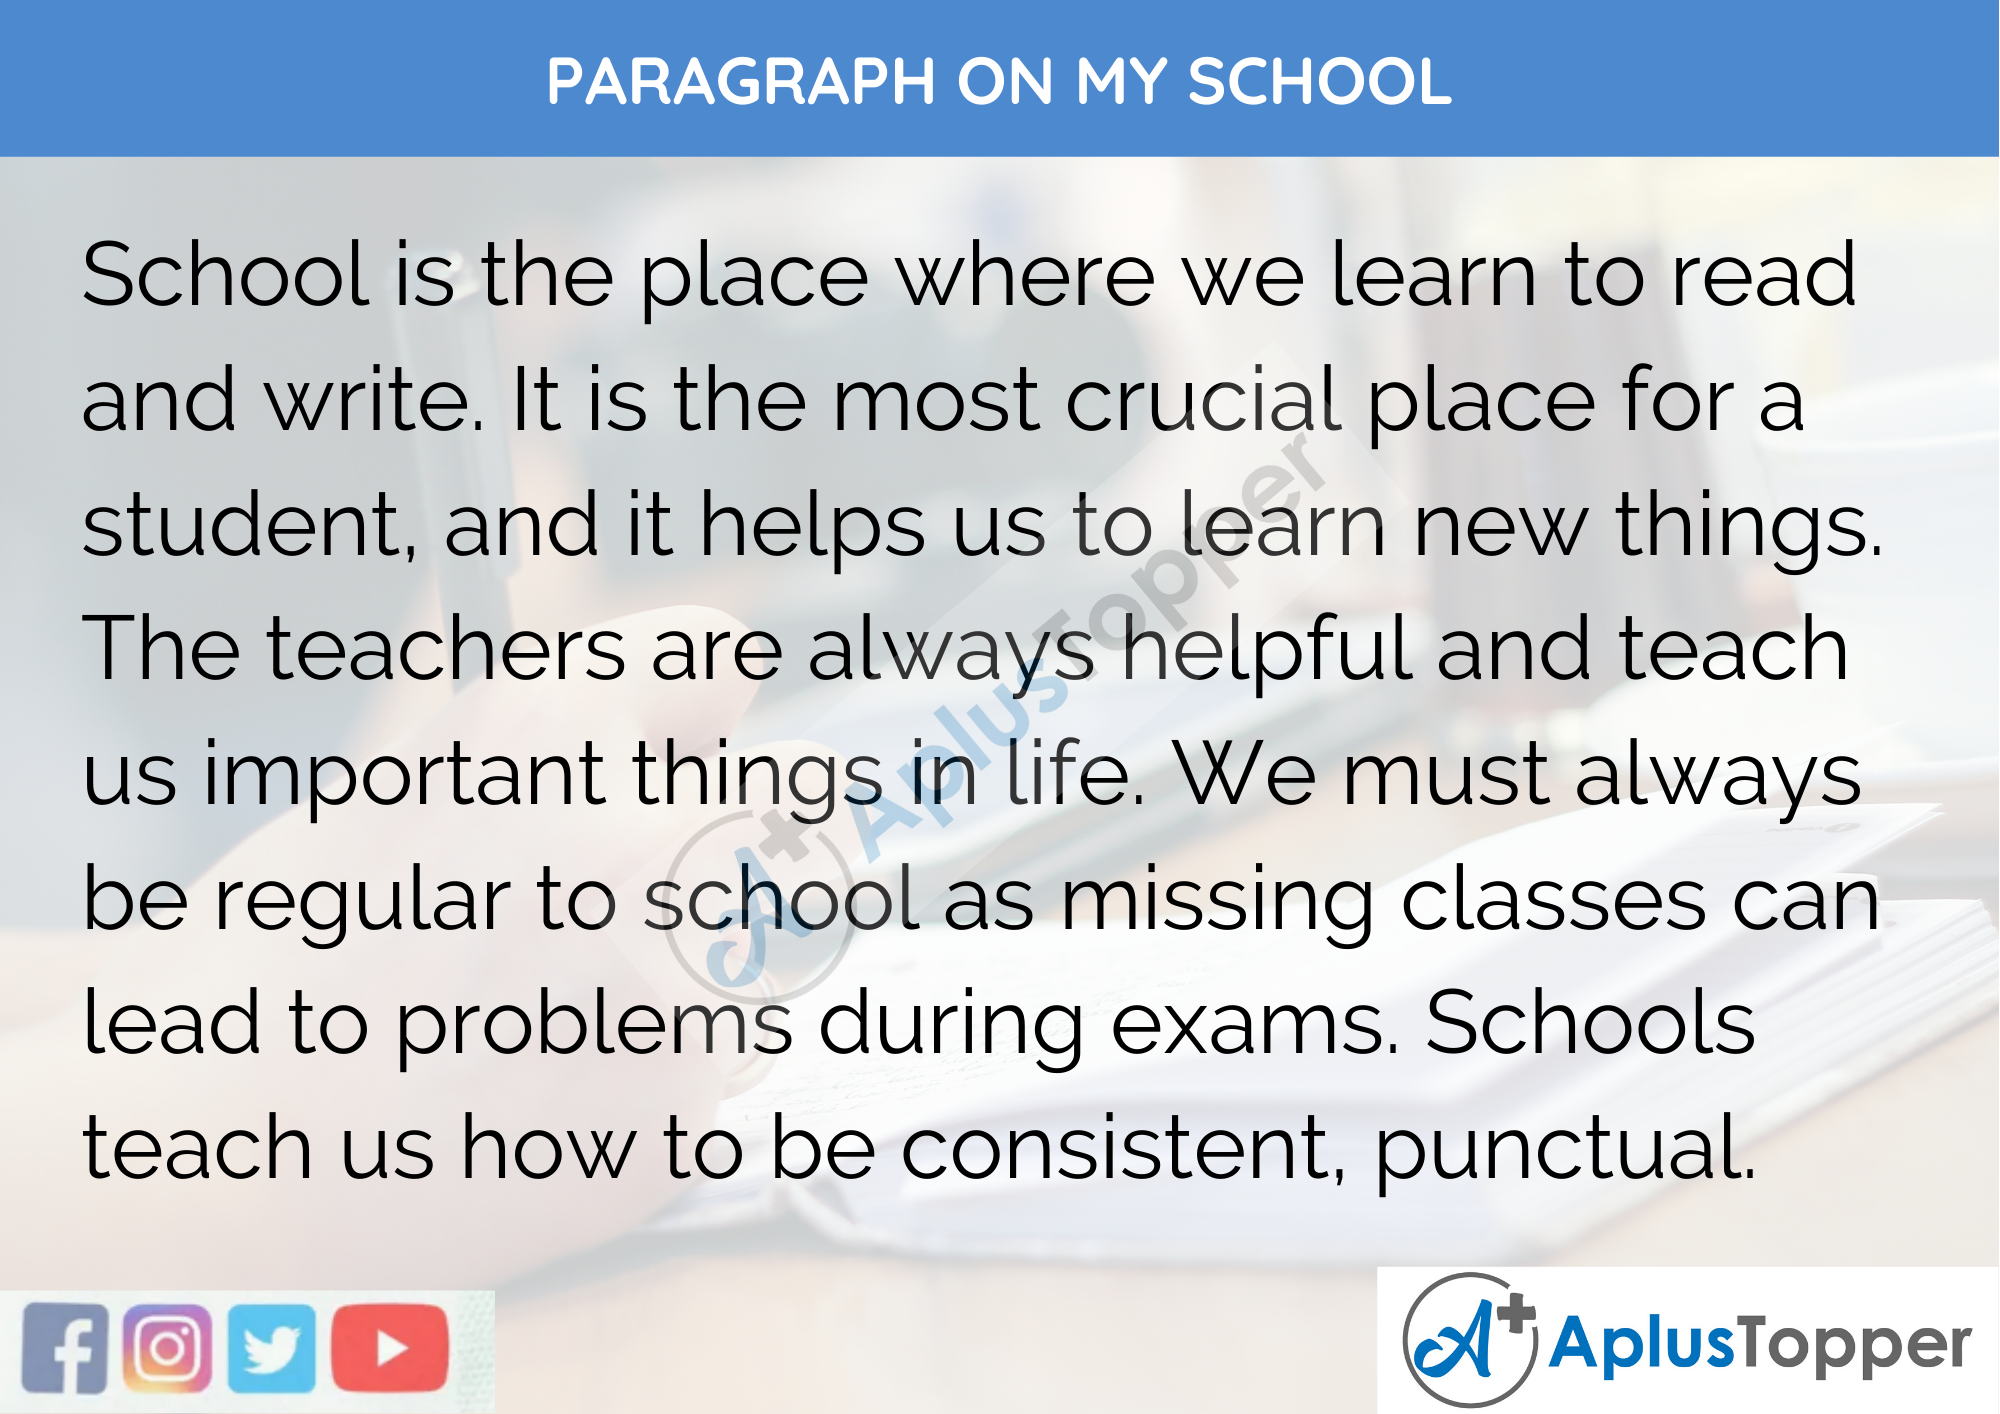 PARAGRAPH ON MY SCHOOL
School is the place where we learn to read
and write. It is the most crucial place for a
student, and it helps us to learn new things.
The teachers are always helpful and teach
us important things in life. We must always
be regular to school as missing classes can
lead to problems during exams. Schools
teach us how to be consistent, punctual.
A+ AplusTopper
A+ AplusTopper